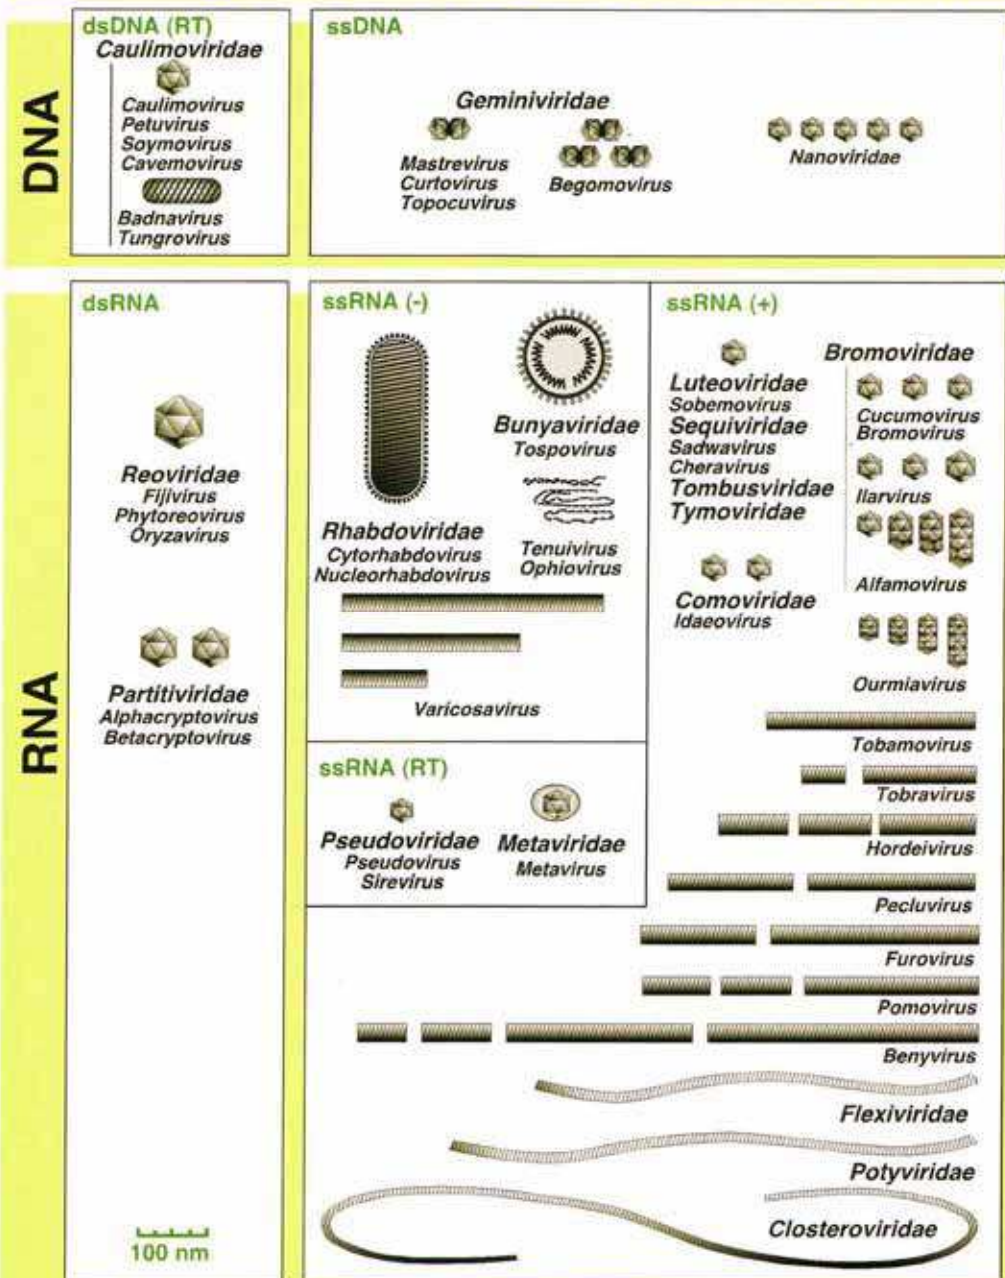 DNA
dsDNA (RT)
Caulimoviridae
Caulimovirus
Petuvirus
Soymovirus
Cavemovirus
Badnavirus
Tungrovirus
ssDNA
Geminiviridae
Mastrevirus
Curtovirus
Topocuvirus
Begomovirus
Nanoviridae
RNA
dsRNA
Reoviridae
Fijivirus
Phytoreovirus
Oryzavirus
Partitiviridae
Alphacryptovirus
Betacryptovirus
100 nm
ssRNA (-)
Rhabdoviridae
Cytorhabdovirus
Nucleorhabdovirus
Bunyaviridae
Tospovirus
Tenuivirus
Ophiovirus
Varicosavirus
ssRNA (RT)
Pseudoviridae
Pseudovirus
Sirevirus
Metaviridae
Metavirus
ssRNA (+)
Luteoviridae
Sobemovirus
Sequiviridae
Sadwavirus
Cheravirus
Tombusviridae
Tymoviridae
Comoviridae
Idaeovirus
Bromoviridae
Cucumovirus
Bromovirus
Ilarvirus
Alfamovirus
Ourmiavirus
Tobamovirus
Tobravirus
Hordeivirus
Pecluvirus
Furovirus
Pomovirus
Benyvirus
Flexiviridae
Potyviridae
Closteroviridae